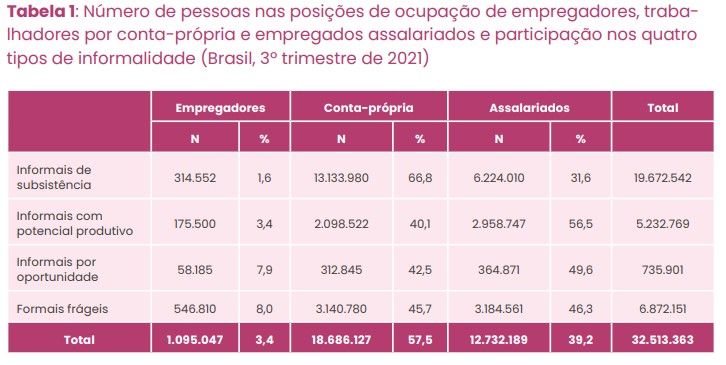 Tabela 1: Número de pessoas nas posições de ocupação de empregadores, traba-
lhadores por conta-própria e empregados assalariados e participação nos quatro
tipos de informalidade (Brasil, 3º trimestre de 2021)
Empregadores Conta-própria Assalariados Total
N % N % N %
Informais de
subsistência 314.552 1,6 13.133.980 66,8 6.224.010 31,6 19.672.542
Informais com
potencial produtivo 175.500 3,4 2.098.522 40,1 2.958.747 56,5 5.232.769
Informais por
oportunidade 58.185 7,9 312.845 42,5 364.871 49,6 735.901
Formais frágeis 546.810 8,0 3.140.780 45,7 3.184.561 46,3 6.872.151
Total 1.095.047 3,4 18.686.127 57,5 12.732.189 39,2 32.513.363